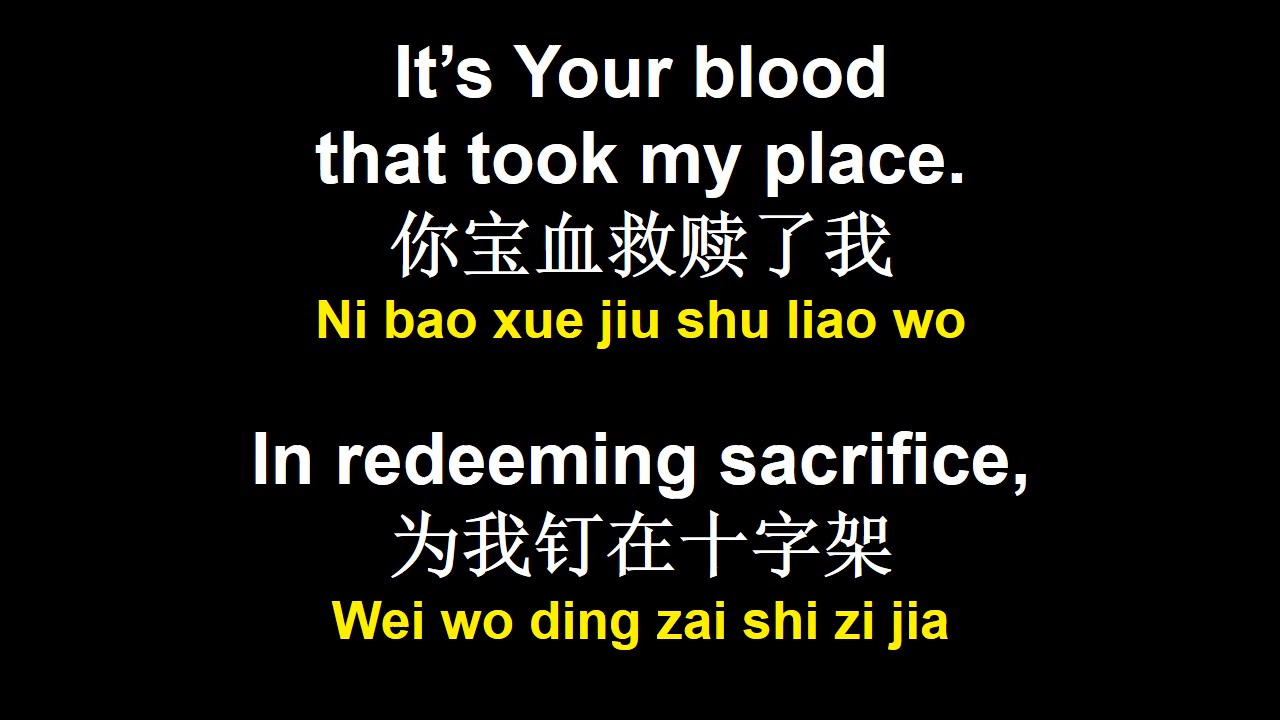 It’s Your blood
that took my place.
你宝血救赎了我
Ni bao xue jiu shu liao wo
In redeeming sacrifice,
为我钉在十字架
Wei wo ding zai shi zi jia